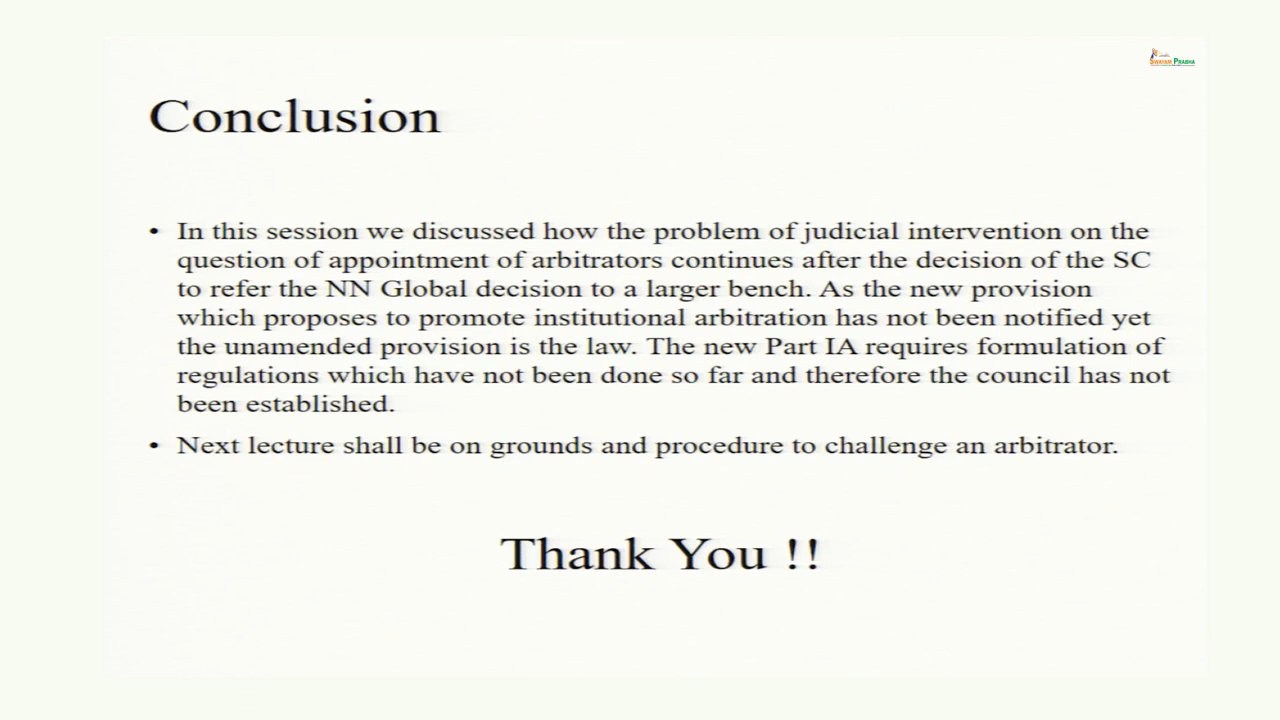 SWAYAM PRABHA
Conclusion
• In this session we discussed how the problem of judicial intervention on the
question of appointment of arbitrators continues after the decision of the SC
to refer the NN Global decision to a larger bench. As the new provision
which proposes to promote institutional arbitration has not been notified yet
the unamended provision is the law. The new Part IA requires formulation of
regulations which have not been done so far and therefore the council has not
been established.
• Next lecture shall be on grounds and procedure to challenge an arbitrator.
Thank You !!